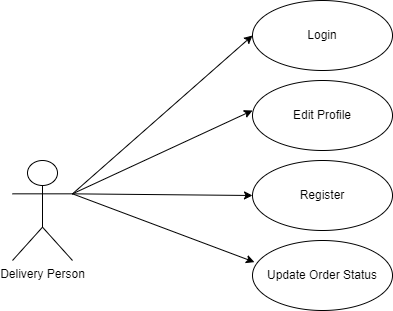 Login
Edit Profile
Register
Update Order Status
Delivery Person